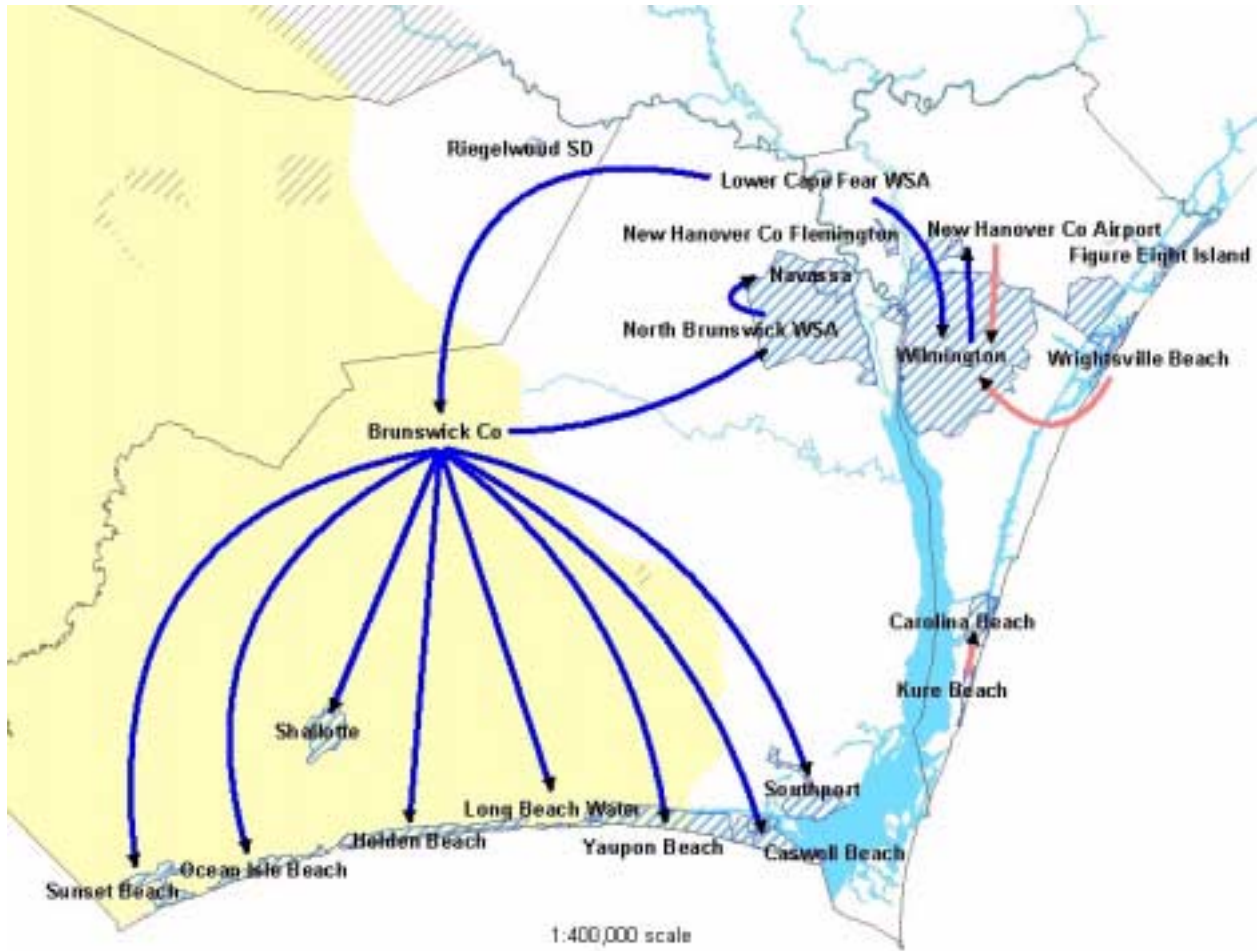 Riegelwood SD
Lower Cape Fear WSA
New Hanover Co Flemington
New Hanover Co Airport
Figure Eight Island
Navassa
North Brunswick WSA
Wilmington
Wrightsville Beach
Brunswick Co
Carolina Beach
Kure Beach
Shallotte
Southport
Long Beach Water
Holden Beach
Yaupon Beach
Caswell Beach
Ocean Isle Beach
Sunset Beach
1:400,000 scale